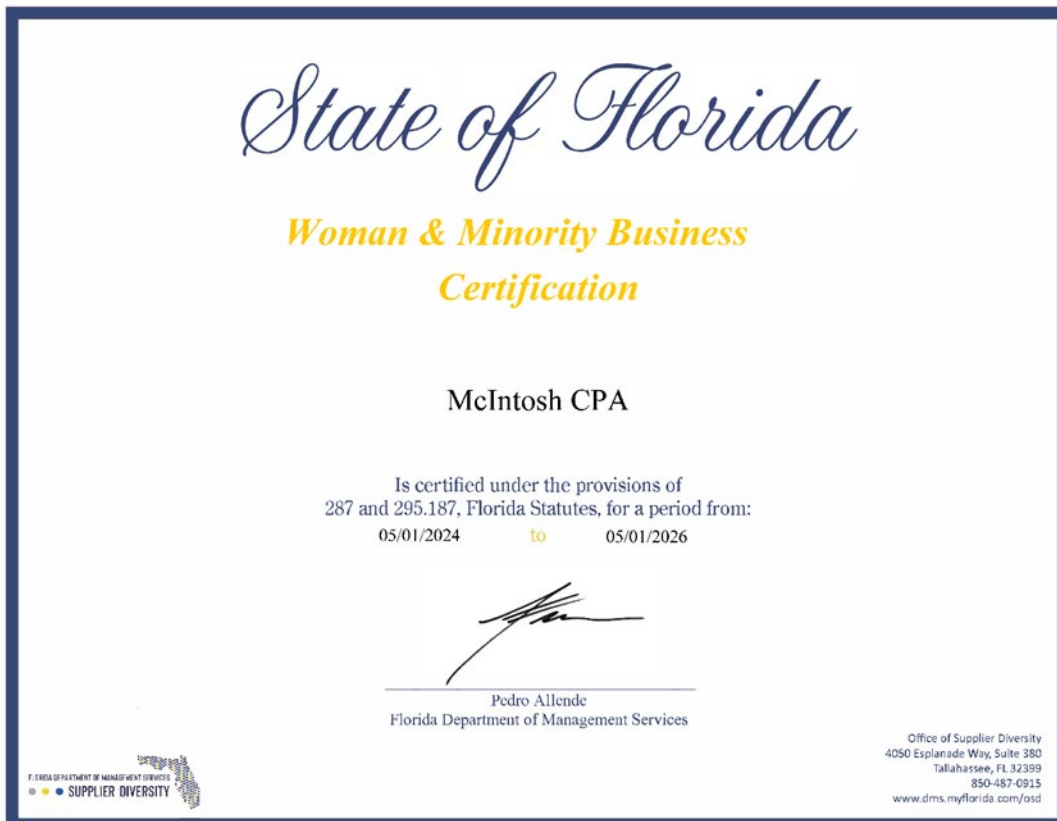 State of Florida
Woman & Minority Business
Certification
McIntosh CPA
Is certified under the provisions of
287 and 295.187, Florida Statutes, for a period from:
05/01/2024 to 05/01/2026
Pedro Allende
Florida Department of Management Services
FLORIDA DEPARTMENT OF MANAGEMENT SERVICES
SUPPLIER DIVERSITY
Office of Supplier Diversity
4050 Esplanade Way, Suite 380
Tallahassee, FL 32399
850-487-0915
www.dms.myflorida.com/osd